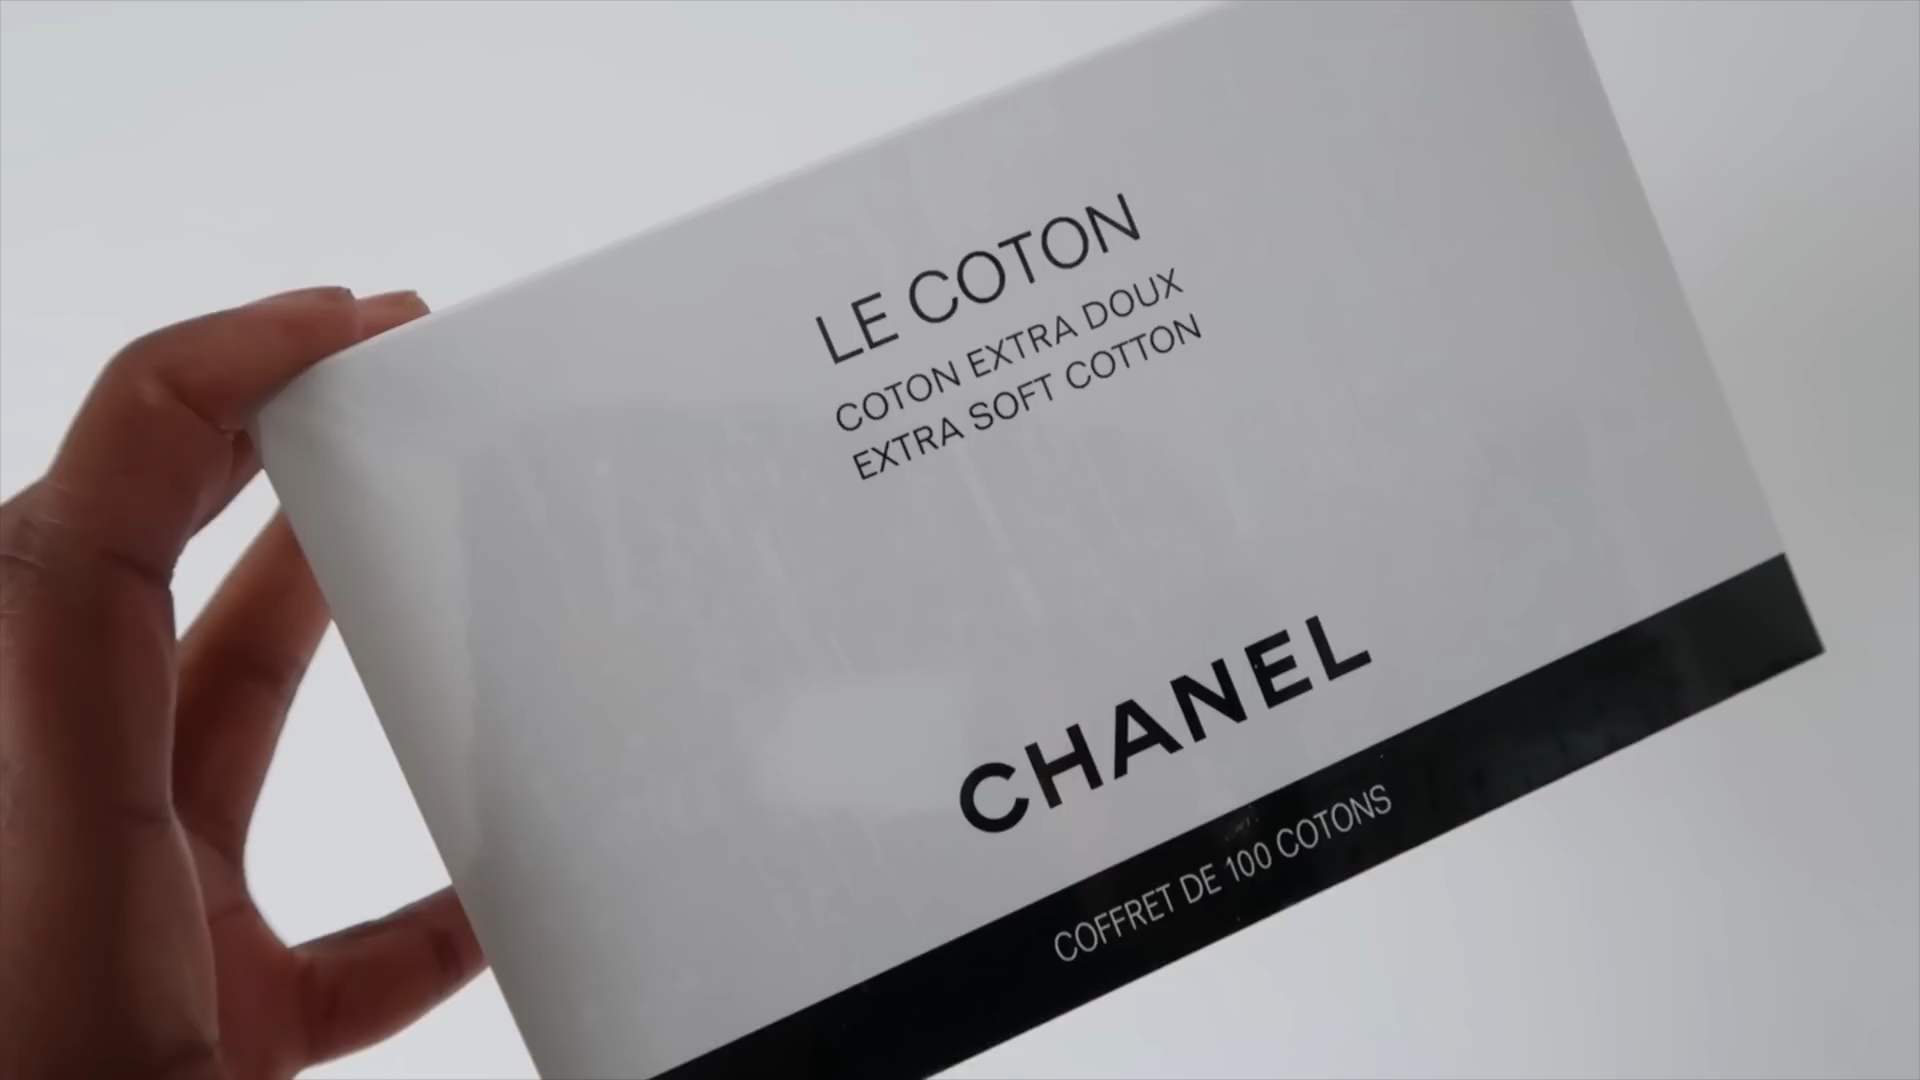 LE COTON
COTON EXTRA DOUX
EXTRA SOFT COTTON
CHANEL
COFFRET DE 100 COTONS